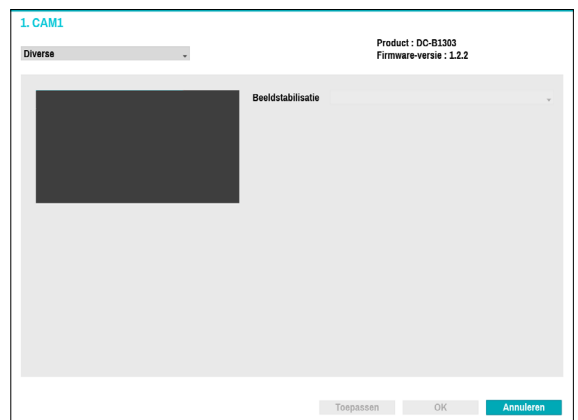 1. CAM1
Diverse
Product : DC-B1303
Firmware-versie : 1.2.2
Beeldstabilisatie
Toepassen
OK
Annuleren